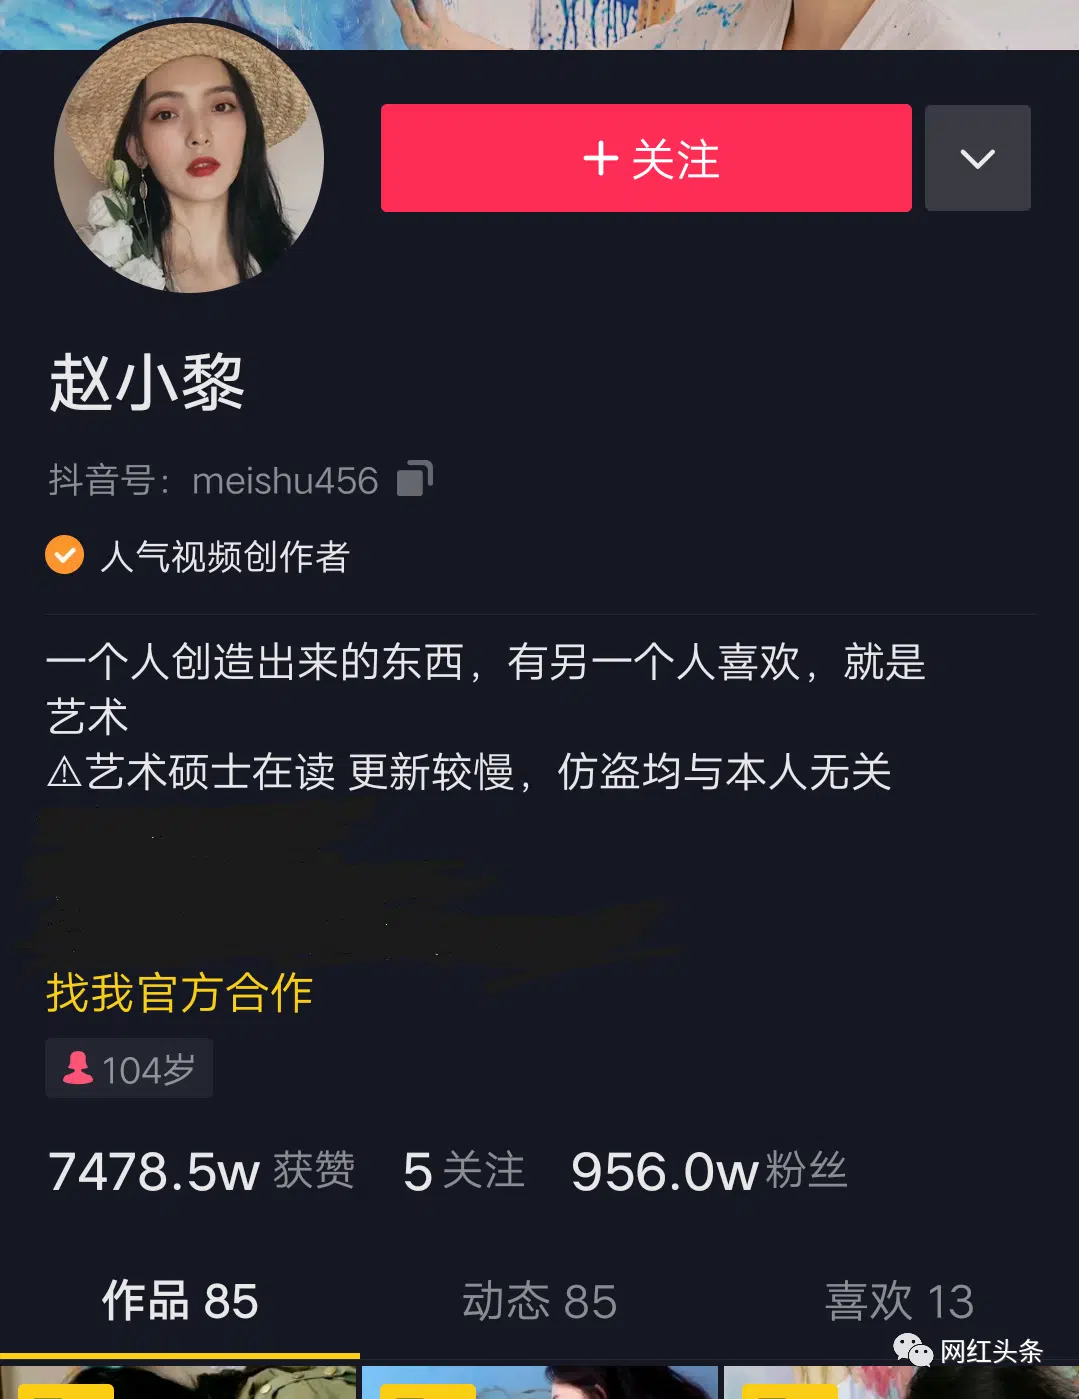 关注
赵小黎
抖音号：meishu456
人气视频创作者
一个人创造出来的东西，有另一个人喜欢，就是
艺术
⚠艺术硕士在读 更新较慢，仿盗均与本人无关
找我官方合作
104岁
7478.5w 获赞 5 关注 956.0w 粉丝
作品 85 动态 85 喜欢 13
网红头条